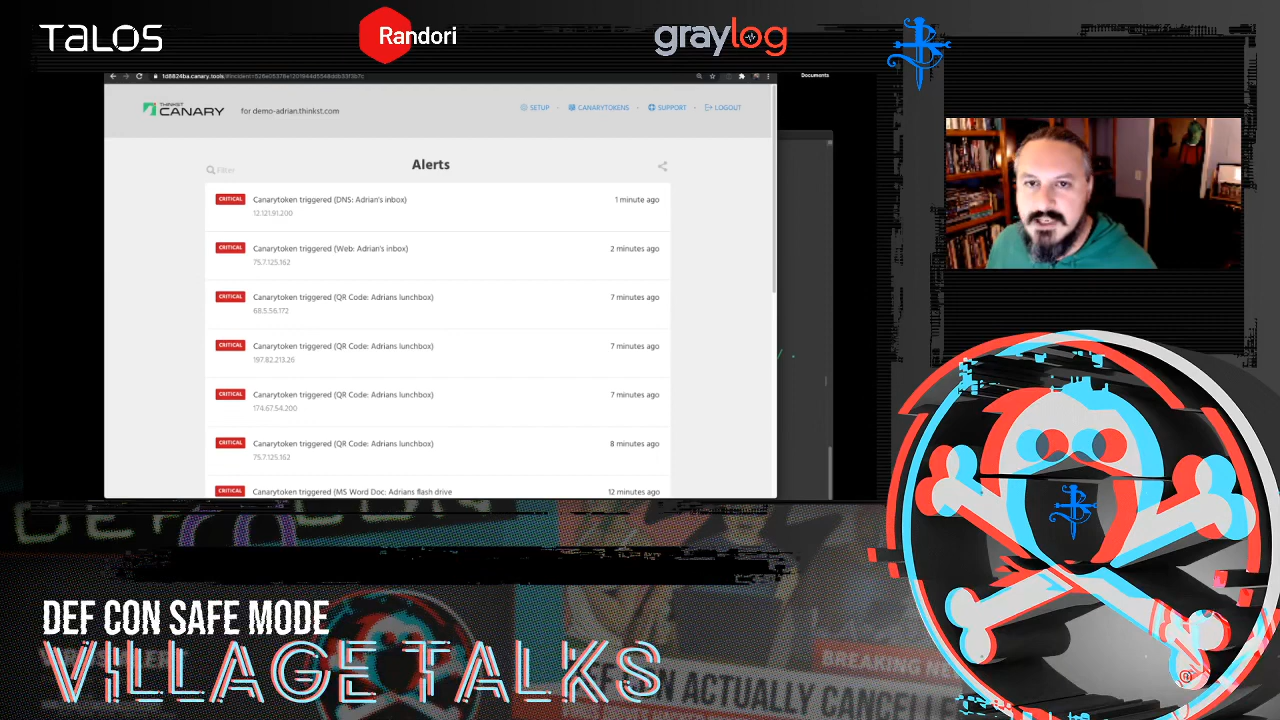 TALOS
Randori
graylog
1d8824ba.canary.tools
Documents
THINKST
CANARY
for demo-adrian.thinkst.com
SETUP
CANARYTOKENS
SUPPORT
LOGOUT
Filter
Alerts
CRITICAL Canarytoken triggered (DNS: Adrian's inbox) 1 minute ago
12.121.91.200
CRITICAL Canarytoken triggered (Web: Adrian's inbox) 2 minutes ago
75.7.125.162
CRITICAL Canarytoken triggered (QR Code: Adrians lunchbox) 7 minutes ago
68.5.56.172
CRITICAL Canarytoken triggered (QR Code: Adrians lunchbox) 7 minutes ago
197.82.213.26
CRITICAL Canarytoken triggered (QR Code: Adrians lunchbox) 7 minutes ago
174.67.54.200
CRITICAL Canarytoken triggered (QR Code: Adrians lunchbox) 8 minutes ago
75.7.125.162
CRITICAL Canarytoken triggered (MS Word Doc: Adrians flash drive 12 minutes ago
DEF CON
DEF CON SAFE MODE
VILLAGE TALKS
BREAKING NE
ACTUALLY CANCELLE
®